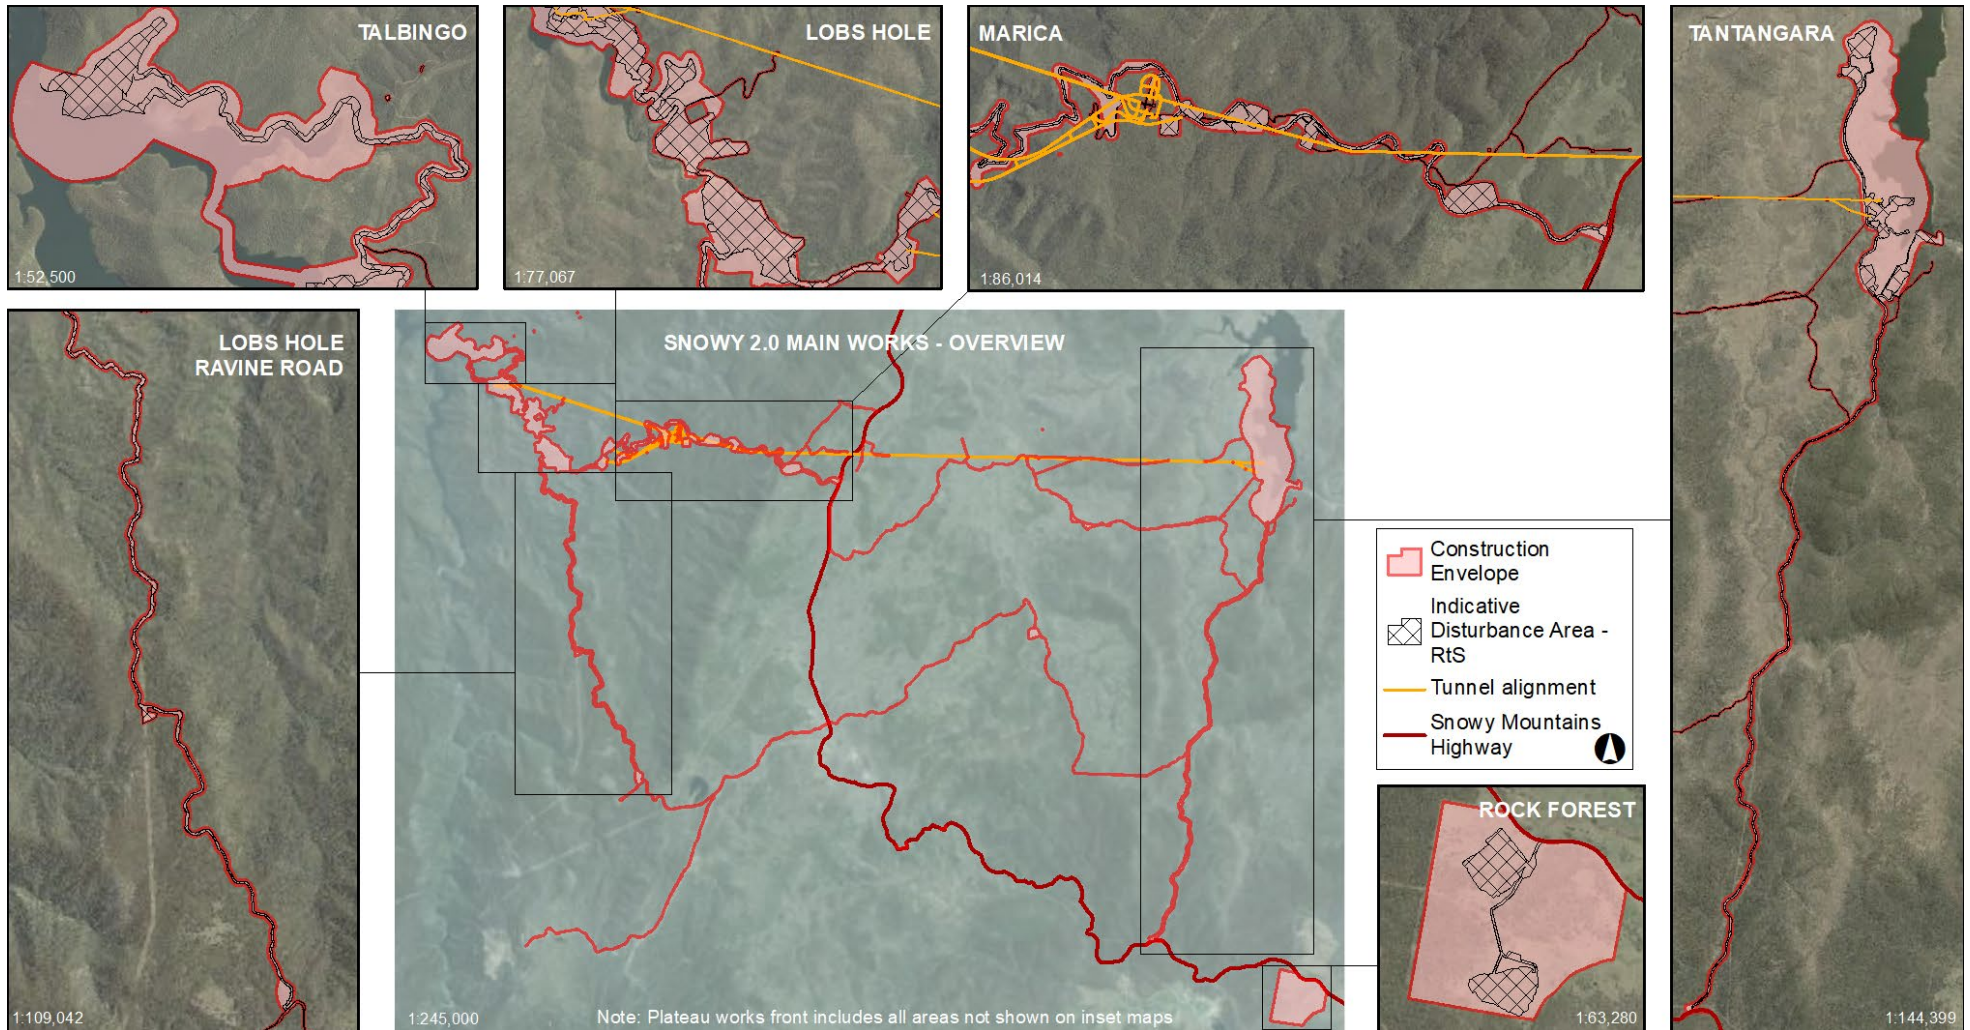 TALBINGO
1:52,500
LOBS HOLE
1:77,067
MARICA
1:86,014
TANTANGARA
1:144,399
LOBS HOLE
RAVINE ROAD
1:109,042
SNOWY 2.0 MAIN WORKS - OVERVIEW
1:245,000
Note: Plateau works front includes all areas not shown on inset maps
Construction
Envelope
Indicative
Disturbance Area -
RtS
Tunnel alignment
Snowy Mountains
Highway
ROCK FOREST
1:63,280